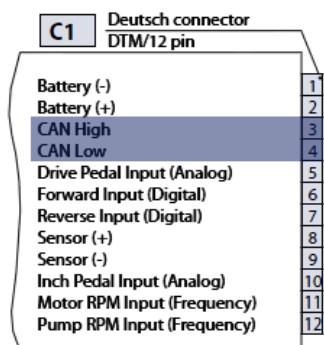 C1
Deutsch connector
DTM/12 pin
Battery (-) 1
Battery (+) 2
CAN High 3
CAN Low 4
Drive Pedal Input (Analog) 5
Forward Input (Digital) 6
Reverse Input (Digital) 7
Sensor (+) 8
Sensor (-) 9
Inch Pedal Input (Analog) 10
Motor RPM Input (Frequency) 11
Pump RPM Input (Frequency) 12